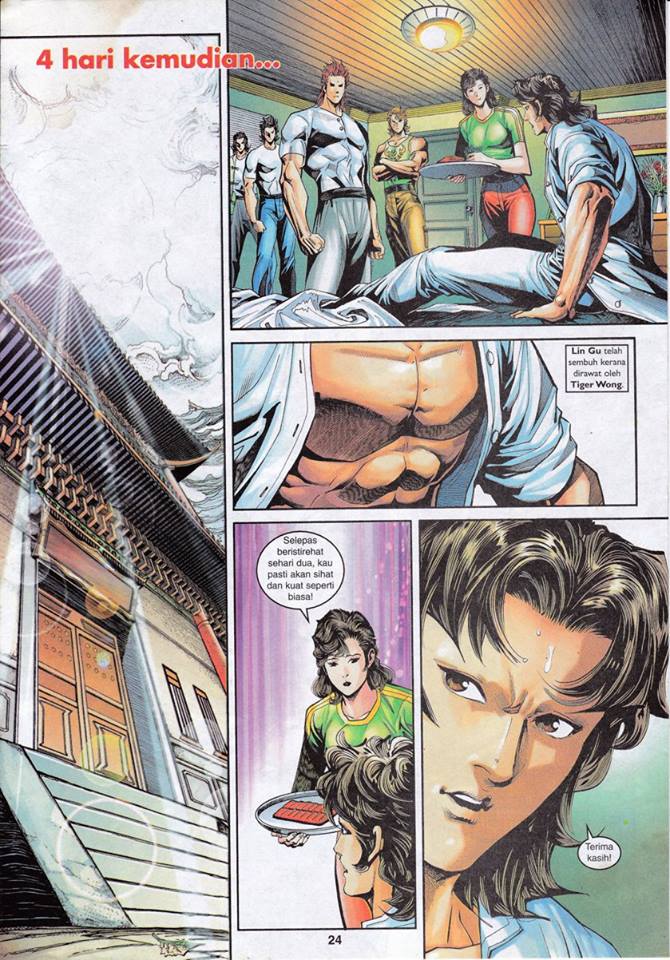 4 hari kemudian...
Lin Gu telah
sembuh kerana
dirawat oleh
Tiger Wong.
Selepas
beristirehat
sehari dua, kau
pasti akan sihat
dan kuat seperti
biasa!
Terima
kasih!
24